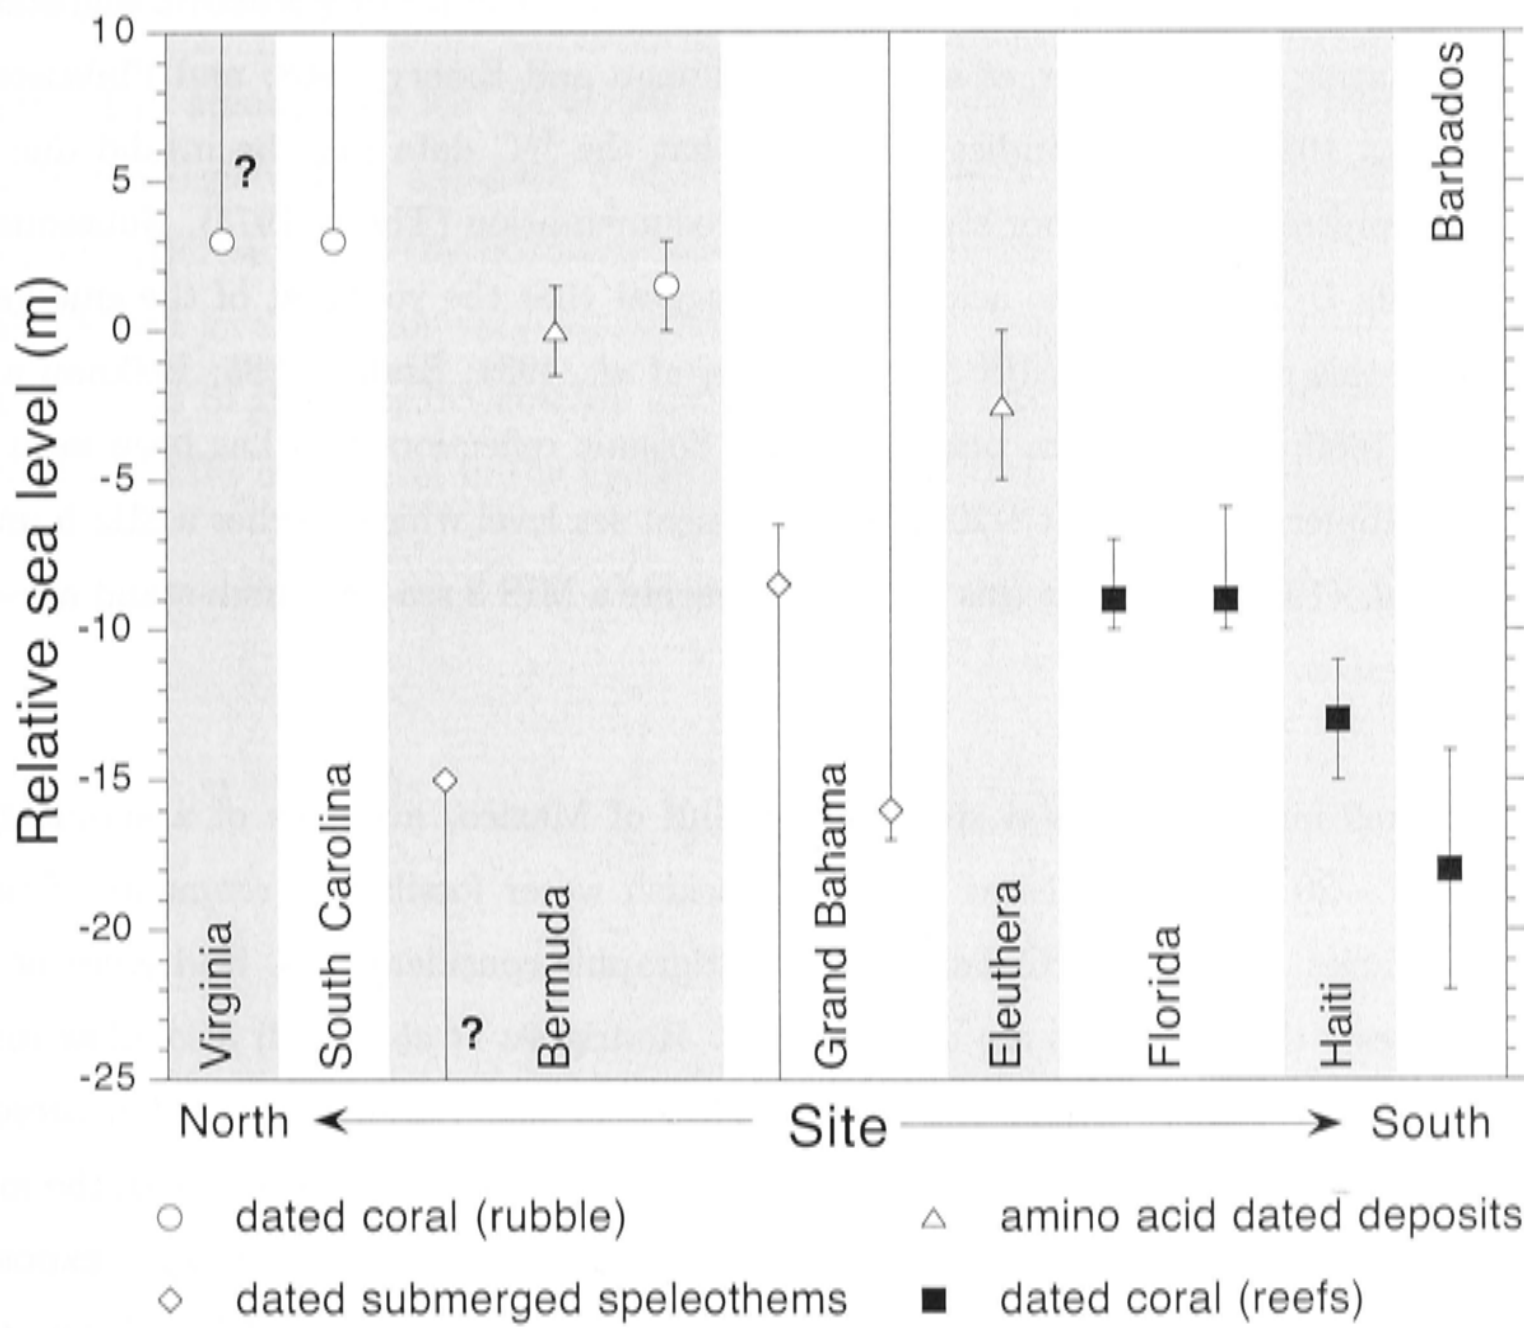 10
5
0
-5
-10
-15
-20
-25
Relative sea level (m)
?
?
Virginia
South Carolina
Bermuda
Grand Bahama
Eleuthera
Florida
Haiti
Barbados
North
Site
South
dated coral (rubble)
amino acid dated deposits
dated submerged speleothems
dated coral (reefs)